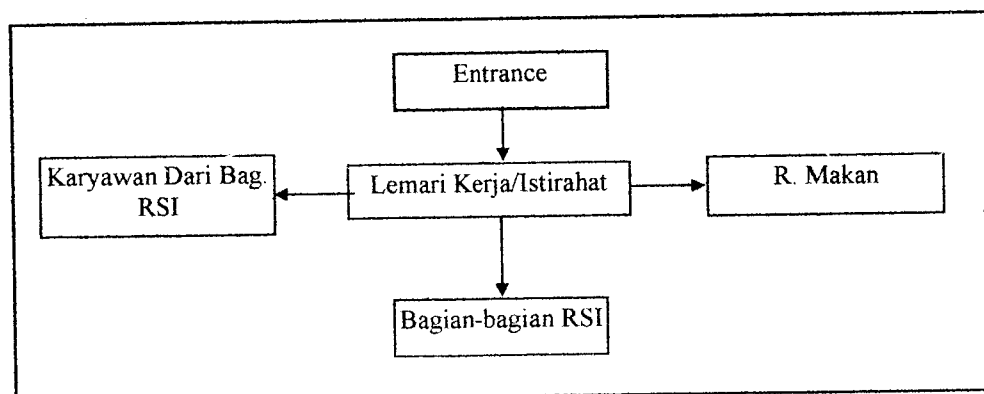 Entrance
Karyawan Dari Bag.
RSI
Lemari Kerja/Istirahat
R. Makan
Bagian-bagian RSI